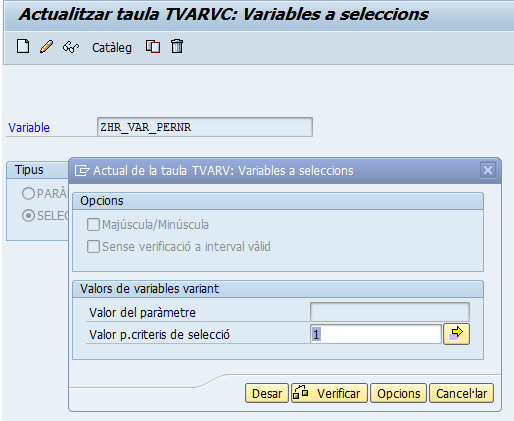 Actualitzar taula TVARVC: Variables a seleccions
Catàleg
Variable ZHR_VAR_PERNR
Tipus
PARÀ
SELEC
Actual de la taula TVARV: Variables a seleccions
Opcions
Majúscula/Minúscula
Sense verificació a interval vàlid
Valors de variables variant
Valor del paràmetre
Valor p.criteris de selecció 1
Desar Verificar Opcions Cancel·lar